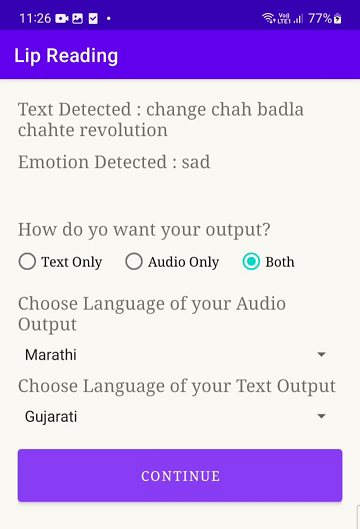 11:26 VoD LTE1 77%
Lip Reading
Text Detected : change chah badla
chahte revolution
Emotion Detected : sad
How do yo want your output?
Text Only Audio Only Both
Choose Language of your Audio
Output
Marathi
Choose Language of your Text Output
Gujarati
CONTINUE